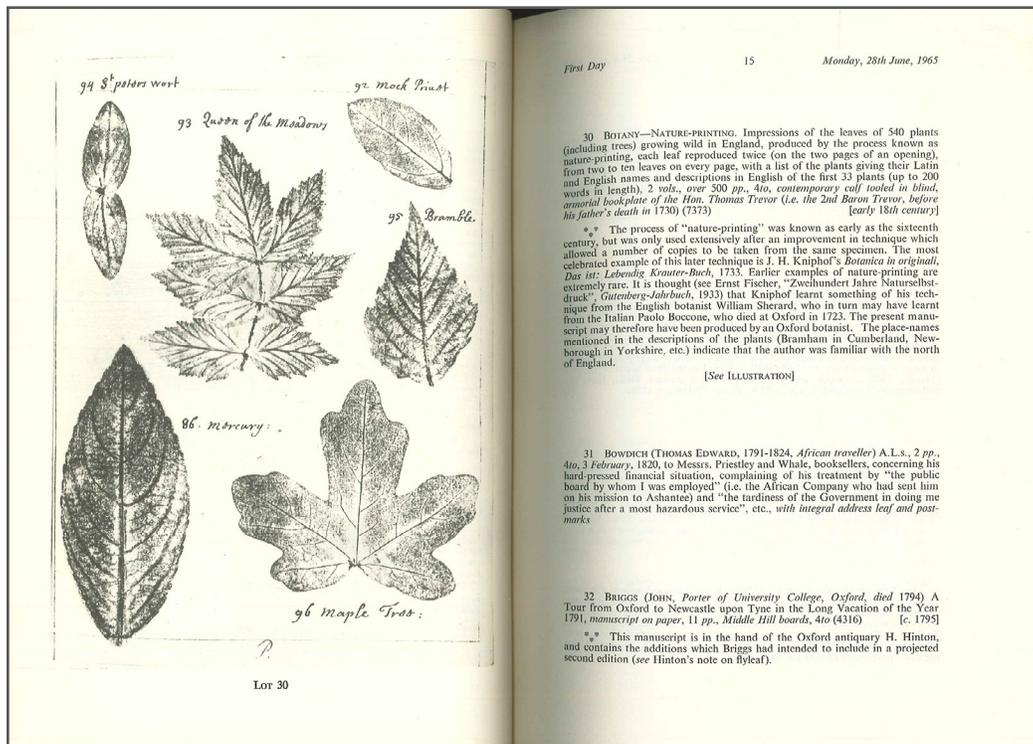 94 St peters wort
92 Mock Privet
93 Queen of the Meadows
95 Bramble
86. Mercury:.
96 Maple Tree:
P.
LOT 30
First Day 15 Monday, 28th June, 1965
30 BOTANY—NATURE-PRINTING. Impressions of the leaves of 540 plants
(including trees) growing wild in England, produced by the process known as
nature-printing, each leaf reproduced twice (on the two pages of an opening),
from two to ten leaves on every page, with a list of the plants giving their Latin
and English names and descriptions in English of the first 33 plants (up to 200
words in length), 2 vols., over 500 pp., 4to, contemporary calf tooled in blind,
armorial bookplate of the Hon. Thomas Trevor (i.e. the 2nd Baron Trevor, before
his father's death in 1730) (7373) [early 18th century]
*** The process of "nature-printing" was known as early as the sixteenth
century, but was only used extensively after an improvement in technique which
allowed a number of copies to be taken from the same specimen. The most
celebrated example of this later technique is J. H. Kniphof's Botanica in originali,
Das ist: Lebendig Krauter-Buch, 1733. Earlier examples of nature-printing are
extremely rare. It is thought (see Ernst Fischer, "Zweihundert Jahre Naturselbst-
druck", Gutenberg-Jahrbuch, 1933) that Kniphof learnt something of his tech-
nique from the English botanist William Sherard, who in turn may have learnt
from the Italian Paolo Boccone, who died at Oxford in 1723. The present manu-
script may therefore have been produced by an Oxford botanist. The place-names
mentioned in the descriptions of the plants (Bramham in Cumberland, New-
borough in Yorkshire, etc.) indicate that the author was familiar with the north
of England.
[See ILLUSTRATION]
31 BOWDICH (THOMAS EDWARD, 1791-1824, African traveller) A.L.s., 2 pp.,
4to, 3 February, 1820, to Messrs. Priestley and Whale, booksellers, concerning his
hard-pressed financial situation, complaining of his treatment by "the public
board by whom I was employed" (i.e. the African Company who had sent him
on his mission to Ashantee) and "the tardiness of the Government in doing me
justice after a most hazardous service", etc., with integral address leaf and post-
marks
32 BRIGGS (JOHN, Porter of University College, Oxford, died 1794) A
Tour from Oxford to Newcastle upon Tyne in the Long Vacation of the Year
1791, manuscript on paper, 11 pp., Middle Hill boards, 4to (4316) [c. 1795]
*** This manuscript is in the hand of the Oxford antiquary H. Hinton,
and contains the additions which Briggs had intended to include in a projected
second edition (see Hinton's note on flyleaf).